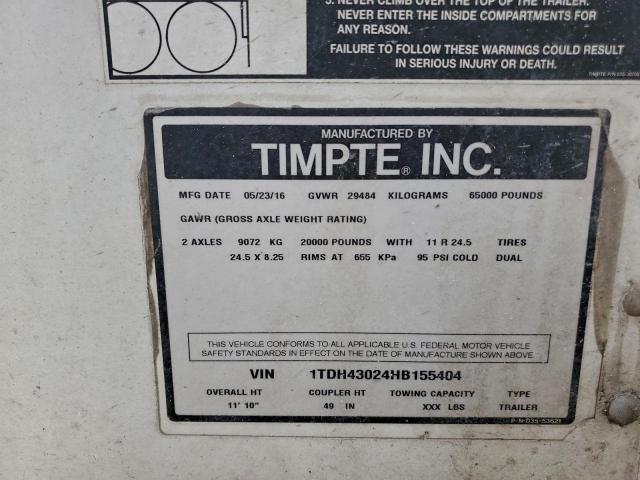 5. NEVER CLIMB OVER THE TOP OF THE TRAILER.
NEVER ENTER THE INSIDE COMPARTMENTS FOR
ANY REASON.
FAILURE TO FOLLOW THESE WARNINGS COULD RESULT
IN SERIOUS INJURY OR DEATH.
MANUFACTURED BY
TIMPTE® INC.
MFG DATE 05/23/16 GVWR 29484 KILOGRAMS 65000 POUNDS
GAWR (GROSS AXLE WEIGHT RATING)
2 AXLES 9072 KG 20000 POUNDS WITH 11 R 24.5 TIRES
24.5 X 8.25 RIMS AT 655 KPa 95 PSI COLD DUAL
THIS VEHICLE CONFORMS TO ALL APPLICABLE U.S. FEDERAL MOTOR VEHICLE
SAFETY STANDARDS IN EFFECT ON THE DATE OF MANUFACTURE SHOWN ABOVE.
VIN 1TDH43024HB155404
OVERALL HT COUPLER HT TOWING CAPACITY TYPE
11' 10" 49 IN XXX LBS TRAILER
P/N:D35-53621